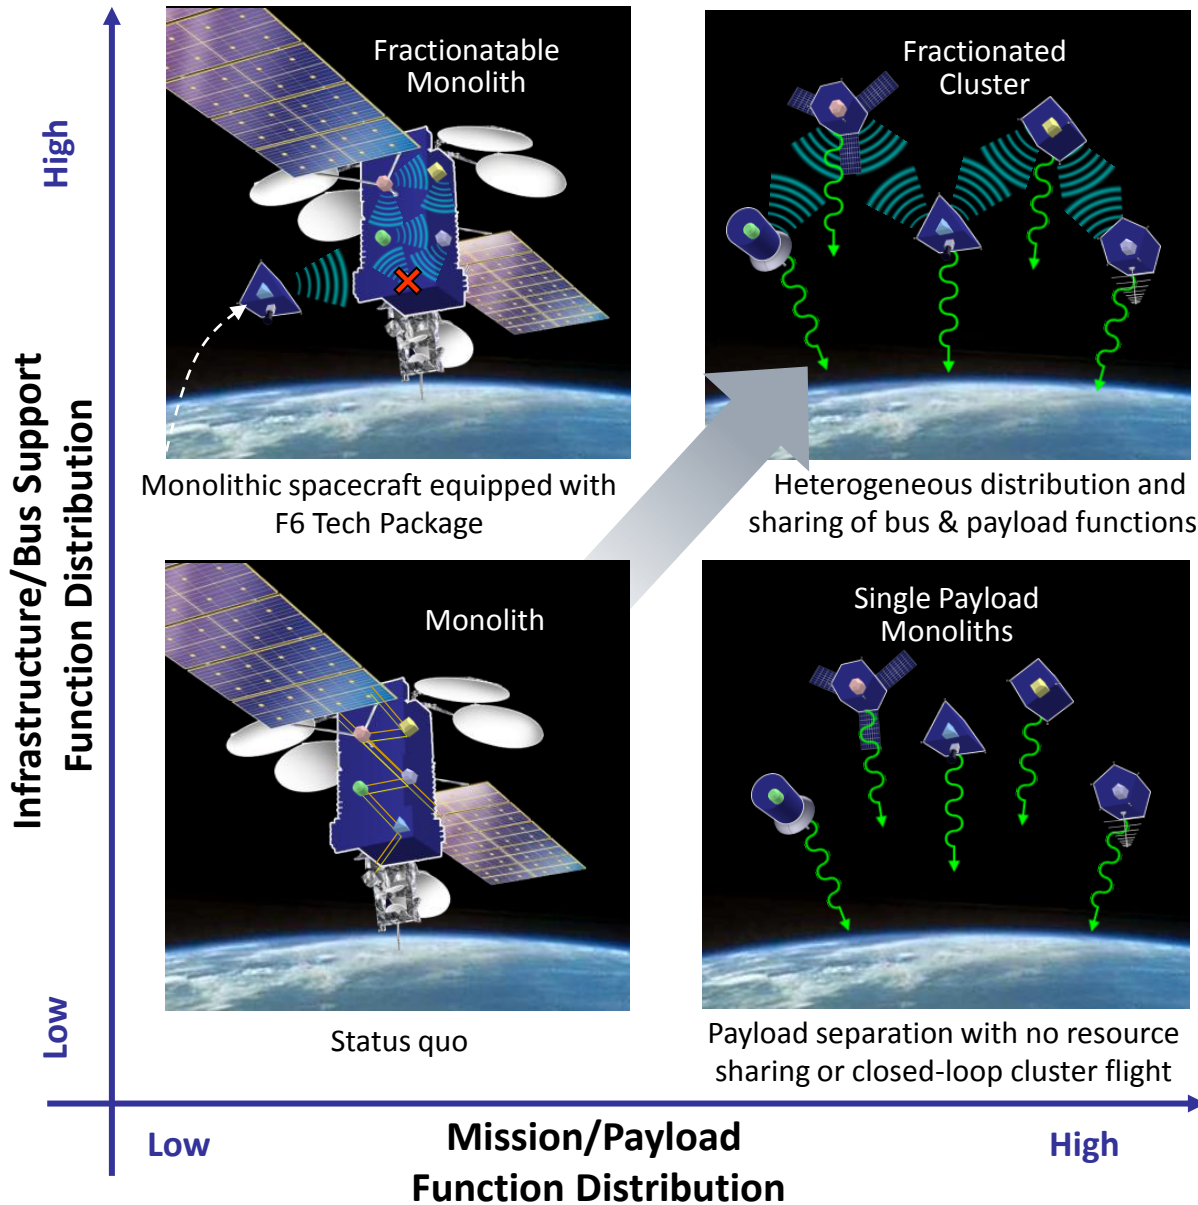 Fractionatable
Monolith
Fractionated
Cluster
High
Monolithic spacecraft equipped with
F6 Tech Package
Heterogeneous distribution and
sharing of bus & payload functions
Infrastructure/Bus Support
Function Distribution
Monolith
Single Payload
Monoliths
Low
Status quo
Payload separation with no resource
sharing or closed-loop cluster flight
Low
Mission/Payload
Function Distribution
High